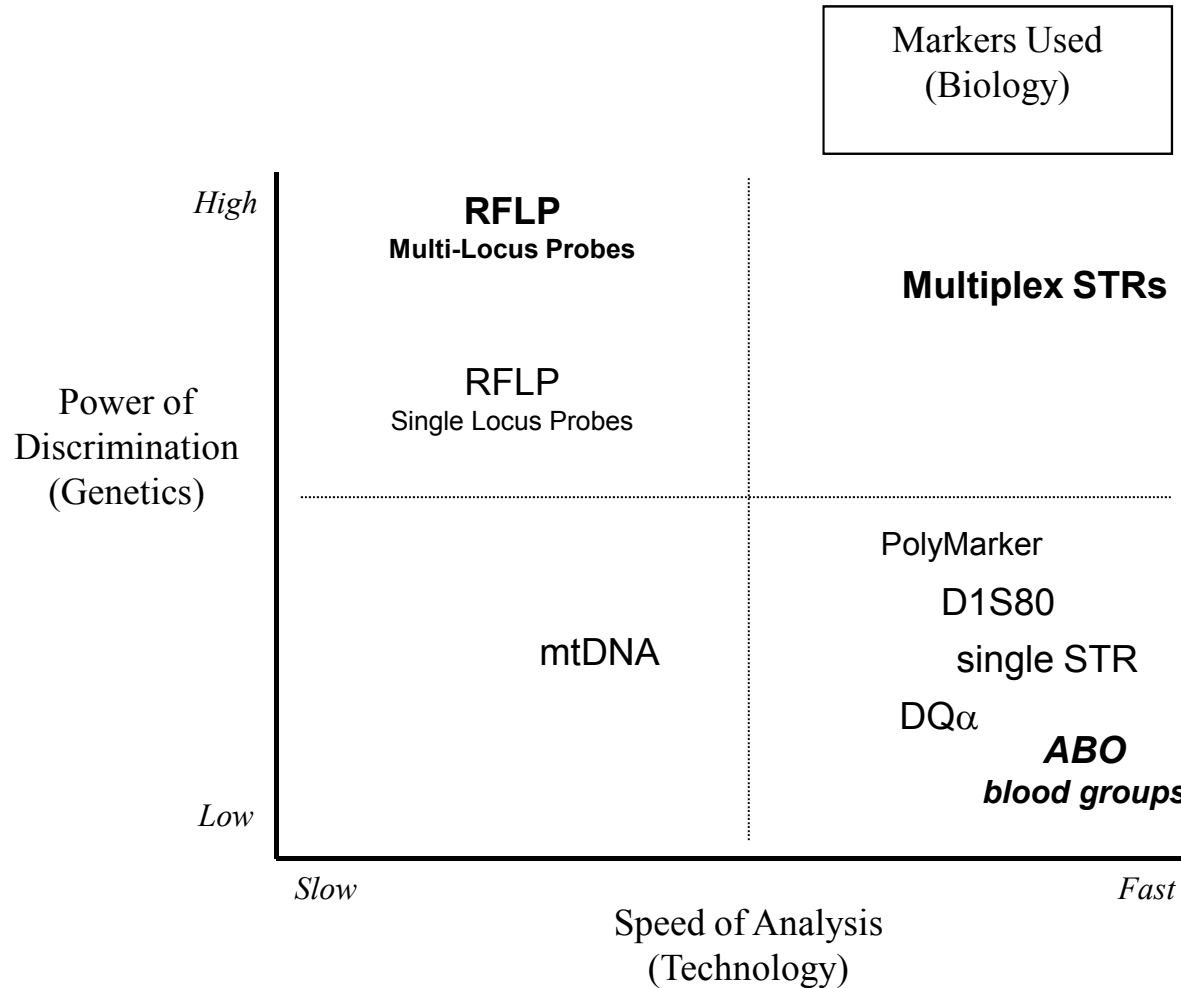 Markers Used
(Biology)
High
RFLP
Multi-Locus Probes
Multiplex STRs
RFLP
Single Locus Probes
Power of
Discrimination
(Genetics)
PolyMarker
D1S80
mtDNA
single STR
DQα
ABO
blood groups
Low
Slow
Fast
Speed of Analysis
(Technology)